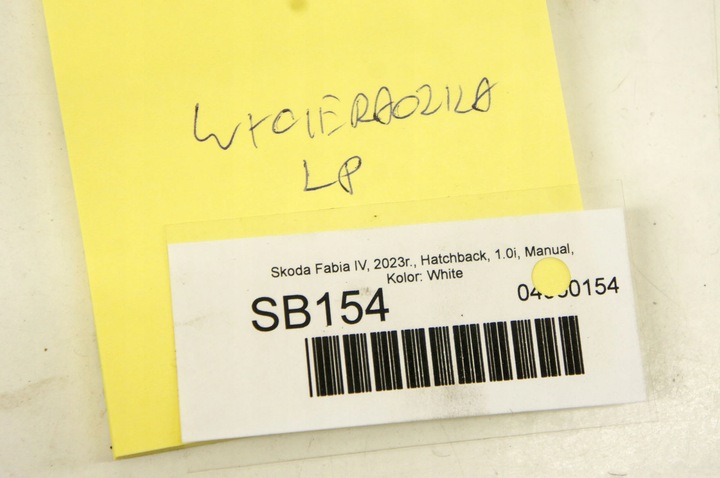 WYCIERACZKA
LP
Skoda Fabia IV, 2023r., Hatchback, 1.0i, Manual,
Kolor: White
SB154